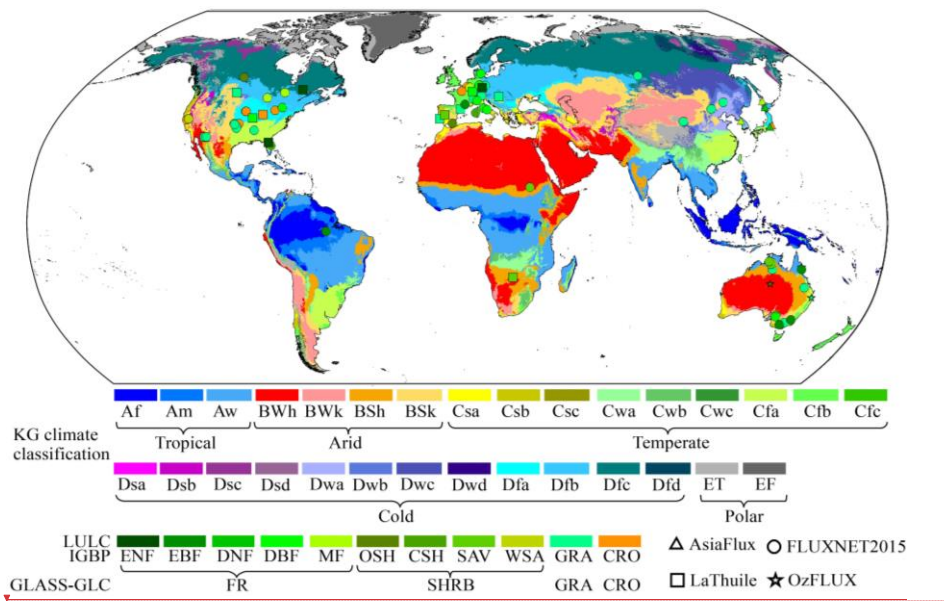 Af Am Aw BWh BWk BSh BSk Csa Csb Csc Cwa Cwb Cwc Cfa Cfb Cfc
KG climate classification
Tropical Arid Temperate
Dsa Dsb Dsc Dsd Dwa Dwb Dwc Dwd Dfa Dfb Dfc Dfd ET EF
Cold Polar
LULC
IGBP ENF EBF DNF DBF MF OSH CSH SAV WSA GRA CRO
GLASS-GLC FR SHRB GRA CRO
AsiaFlux FLUXNET2015
LaThuile OzFLUX